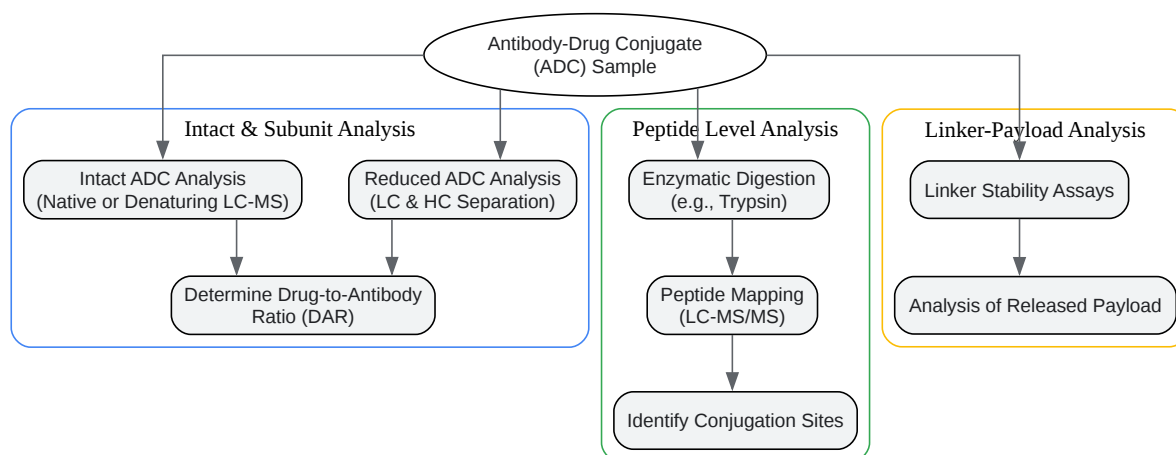 Antibody-Drug Conjugate
(ADC) Sample
Intact & Subunit Analysis
Intact ADC Analysis
(Native or Denaturing LC-MS)
Reduced ADC Analysis
(LC & HC Separation)
Determine Drug-to-Antibody
Ratio (DAR)
Peptide Level Analysis
Enzymatic Digestion
(e.g., Trypsin)
Peptide Mapping
(LC-MS/MS)
Identify Conjugation Sites
Linker-Payload Analysis
Linker Stability Assays
Analysis of Released Payload